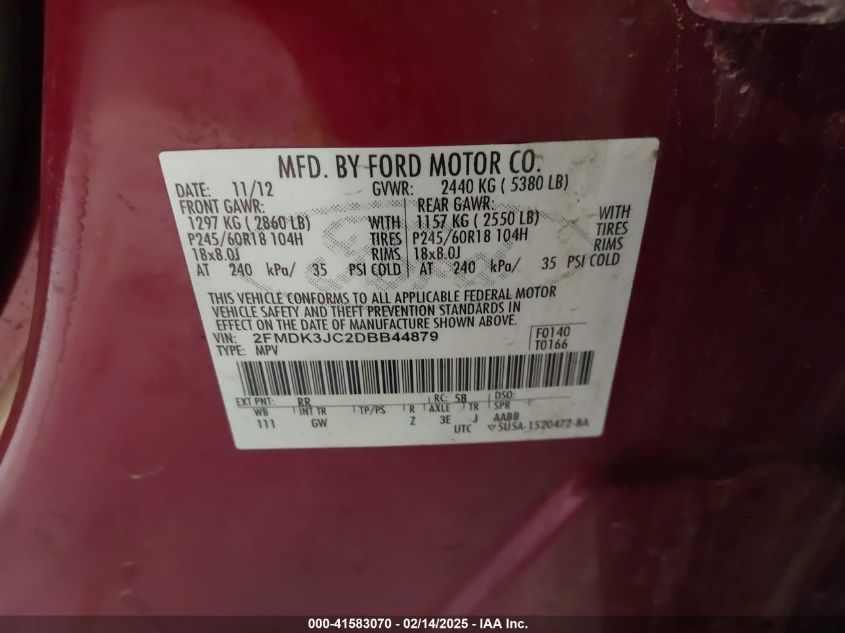 MFD. BY FORD MOTOR CO.
DATE: 11/12 GVWR: 2440 KG ( 5380 LB)
FRONT GAWR: REAR GAWR:
1297 KG ( 2860 LB) WITH 1157 KG ( 2550 LB) WITH
P245/60R18 104H TIRES P245/60R18 104H TIRES
18x8.0J RIMS 18x8.0J RIMS
AT 240 kPa/ 35 PSI COLD AT 240 kPa/ 35 PSI COLD
THIS VEHICLE CONFORMS TO ALL APPLICABLE FEDERAL MOTOR
VEHICLE SAFETY AND THEFT PREVENTION STANDARDS IN
EFFECT ON THE DATE OF MANUFACTURE SHOWN ABOVE.
VIN: 2FMDK3JC2DBB44879 F0140
TYPE: MPV T0166
EXT PNT: RR RC: 58 DSO:
WB INT TR TP/PS R AXLE TR SPR
111 GW Z 3E J AABB
UTC ▽5U5A-1520472-BA
000-41583070 - 02/14/2025 - IAA Inc.